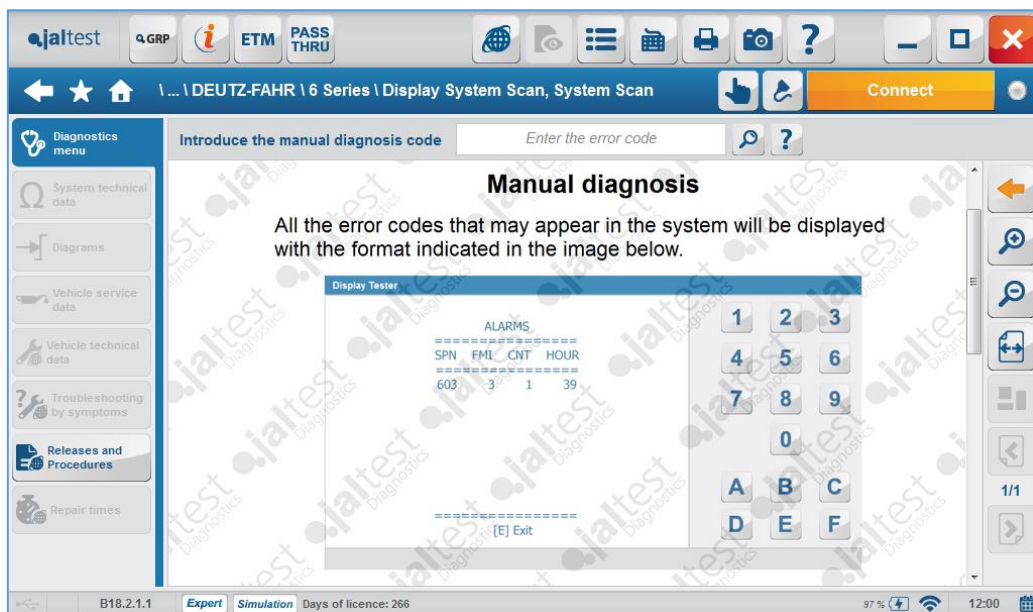 jaltest
GRP
i
ETM
PASS
THRU
?
\ ... \ DEUTZ-FAHR \ 6 Series \ Display System Scan, System Scan
Connect
Diagnostics
menu
Introduce the manual diagnosis code
Enter the error code
?
System technical
data
Diagrams
Vehicle service
data
Vehicle technical
data
Troubleshooting
by symptoms
Releases and
Procedures
Repair times
Manual diagnosis
All the error codes that may appear in the system will be displayed
with the format indicated in the image below.
Display Tester
ALARMS
==================
SPN FMI CNT HOUR
==================
603 3 1 39
==================
[E] Exit
1 2 3
4 5 6
7 8 9
0
A B C
D E F
jaltest
Diagnostics
1/1
B18.2.1.1
Expert
Simulation
Days of licence: 266
97 %
12:00